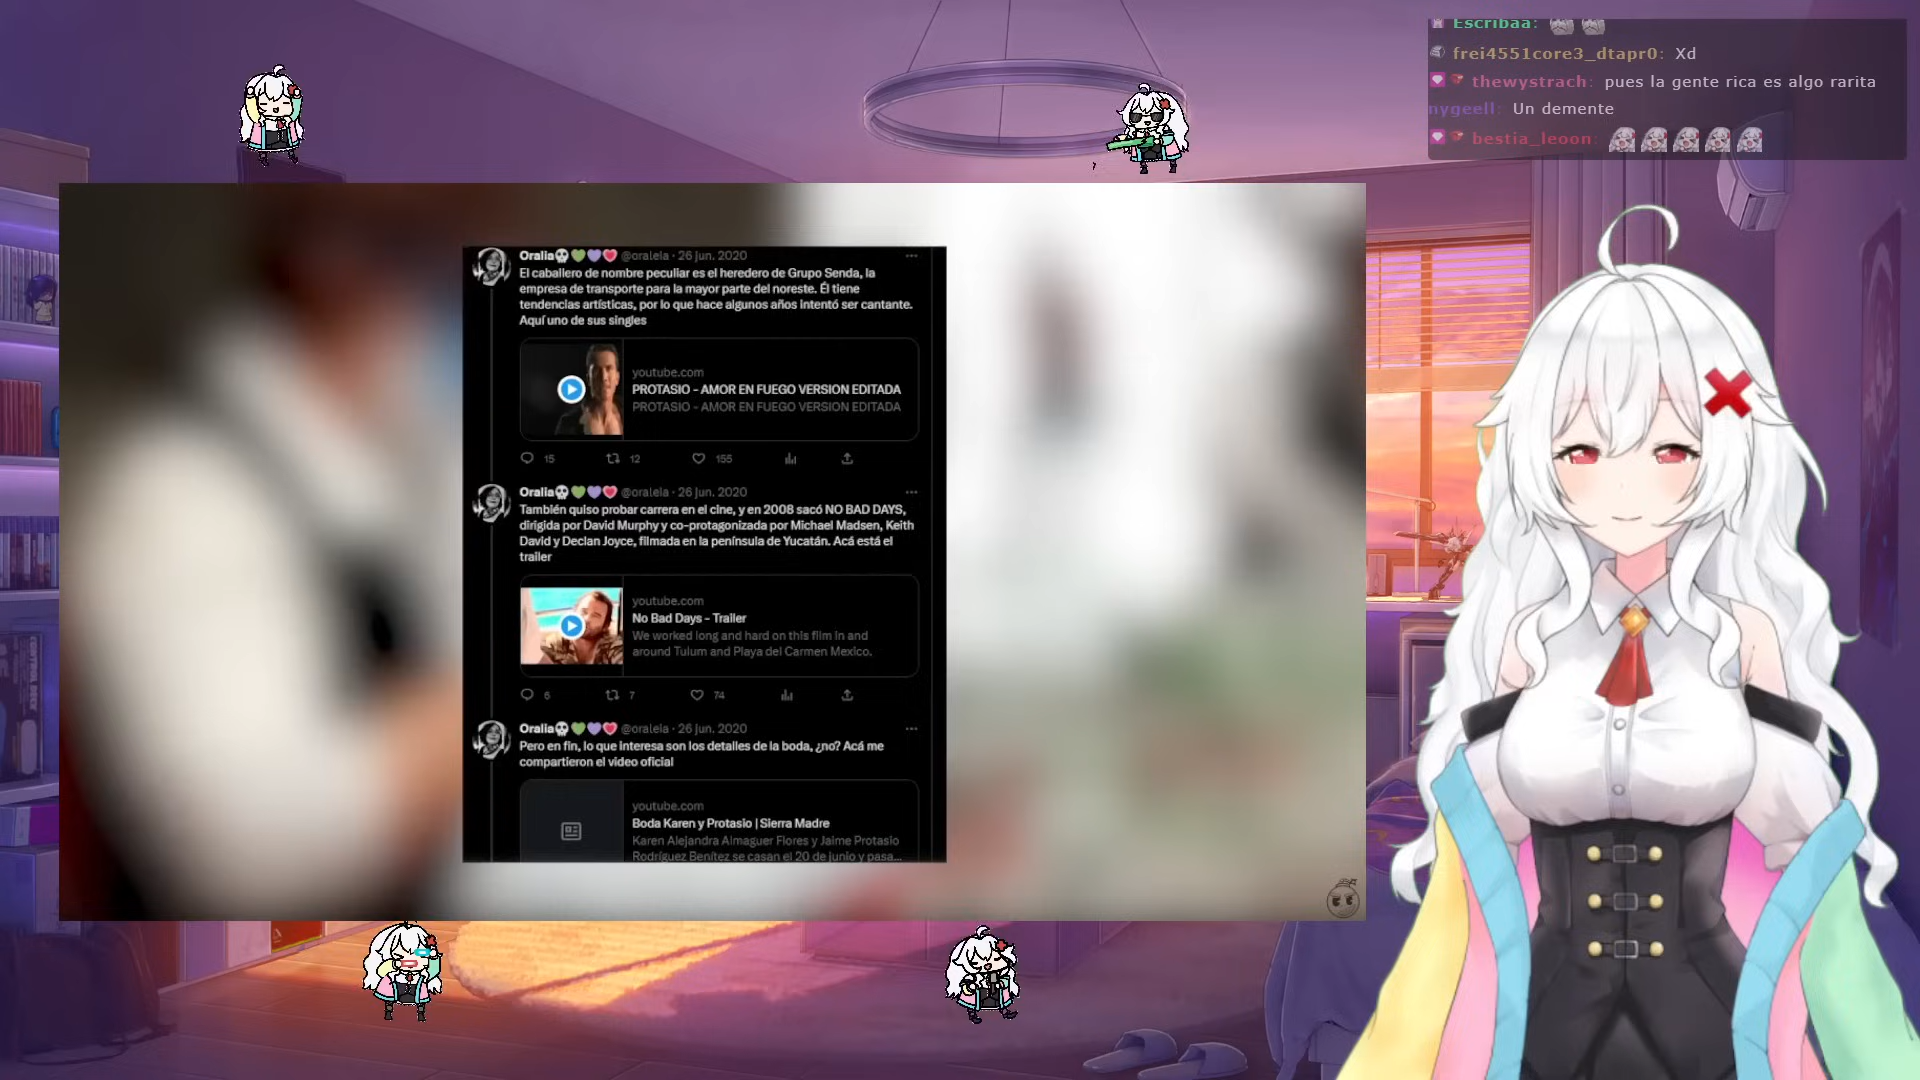 Escribaa:
frei4551core3_dtapr0: Xd
thewystrach: pues la gente rica es algo rarita
nygeell: Un demente
bestia_leoon:
Oralia @oralela · 26 jun. 2020
El caballero de nombre peculiar es el heredero de Grupo Senda, la
empresa de transporte para la mayor parte del noreste. Él tiene
tendencias artísticas, por lo que hace algunos años intentó ser cantante.
Aquí uno de sus singles
youtube.com
PROTASIO - AMOR EN FUEGO VERSION EDITADA
PROTASIO - AMOR EN FUEGO VERSION EDITADA
15 12 155
Oralia @oralela · 26 jun. 2020
También quiso probar carrera en el cine, y en 2008 sacó NO BAD DAYS,
dirigida por David Murphy y co-protagonizada por Michael Madsen, Keith
David y Declan Joyce, filmada en la península de Yucatán. Acá está el
trailer
youtube.com
No Bad Days - Trailer
We worked long and hard on this film in and
around Tulum and Playa del Carmen Mexico.
6 7 74
Oralia @oralela · 26 jun. 2020
Pero en fin, lo que interesa son los detalles de la boda, ¿no? Acá me
compartieron el video oficial
youtube.com
Boda Karen y Protasio | Sierra Madre
Karen Alejandra Almaguer Flores y Jaime Protasio
Rodríguez Benítez se casan el 20 de junio y pasa...